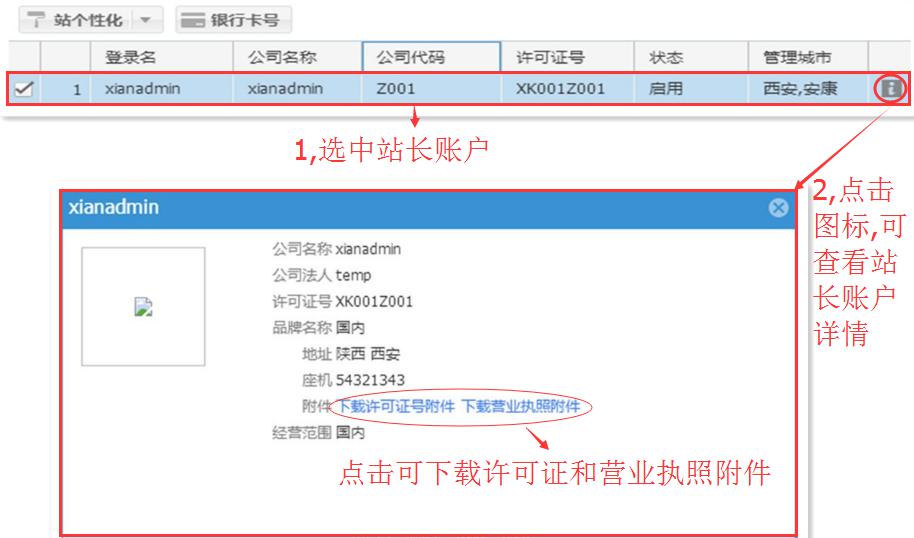 站个性化 银行卡号
登录名 公司名称 公司代码 许可证号 状态 管理城市
1 xianadmin xianadmin Z001 XK001Z001 启用 西安,安康
1,选中站长账户
2,点击
图标,可
查看站
长账户
详情
xianadmin
公司名称 xianadmin
公司法人 temp
许可证号 XK001Z001
品牌名称 国内
地址 陕西 西安
座机 54321343
附件 下载许可证号附件 下载营业执照附件
经营范围 国内
点击可下载许可证和营业执照附件